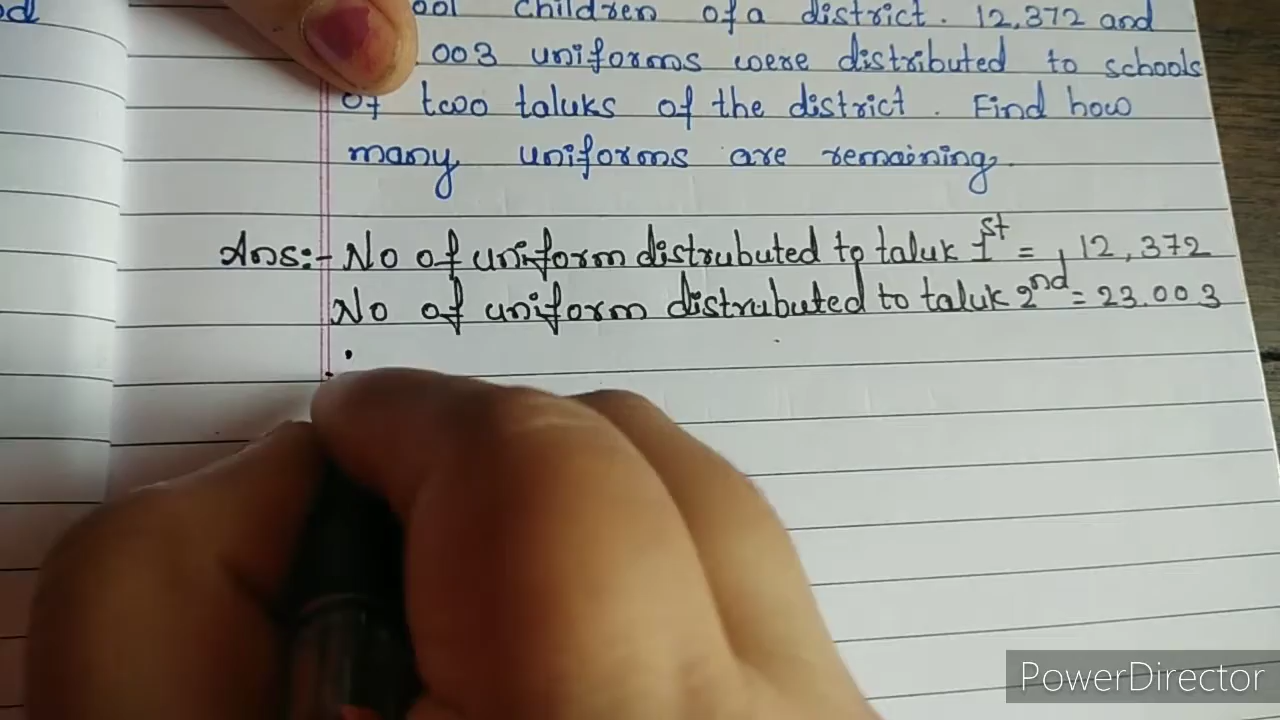 children of a district. 12,372 and
003 uniforms were distributed to schools
of two taluks of the district. Find how
many uniforms are remaining.
Ans:- No of uniform distrubuted to taluk 1st = 12,372
No of uniform distrubuted to taluk 2nd = 23.003
PowerDirector